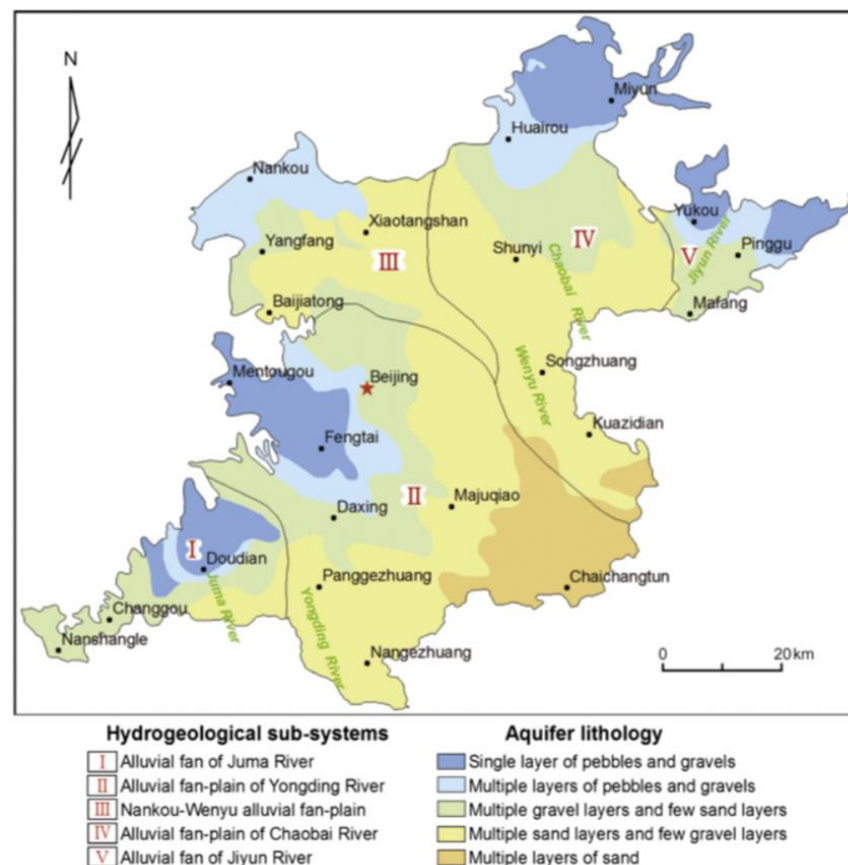 N
Miyun
Huairou
Nankou
Xiaotangshan
Yukou
Yangfang
III
Shunyi
IV
V
Pinggu
Chaobai River
Jiyun River
Baijiatong
Mafang
Mentougou
Beijing
Songzhuang
Wenyu River
Fengtai
Kuazidian
II
Daxing
Majuqiao
I
Doudian
Panggezhuang
Chaichangtun
Changgou
Juma River
Yongding River
Nanshangle
Nangezhuang
0 20 km
Hydrogeological sub-systems
I Alluvial fan of Juma River
II Alluvial fan-plain of Yongding River
III Nankou-Wenyu alluvial fan-plain
IV Alluvial fan-plain of Chaobai River
V Alluvial fan of Jiyun River
Aquifer lithology
Single layer of pebbles and gravels
Multiple layers of pebbles and gravels
Multiple gravel layers and few sand layers
Multiple sand layers and few gravel layers
Multiple layers of sand